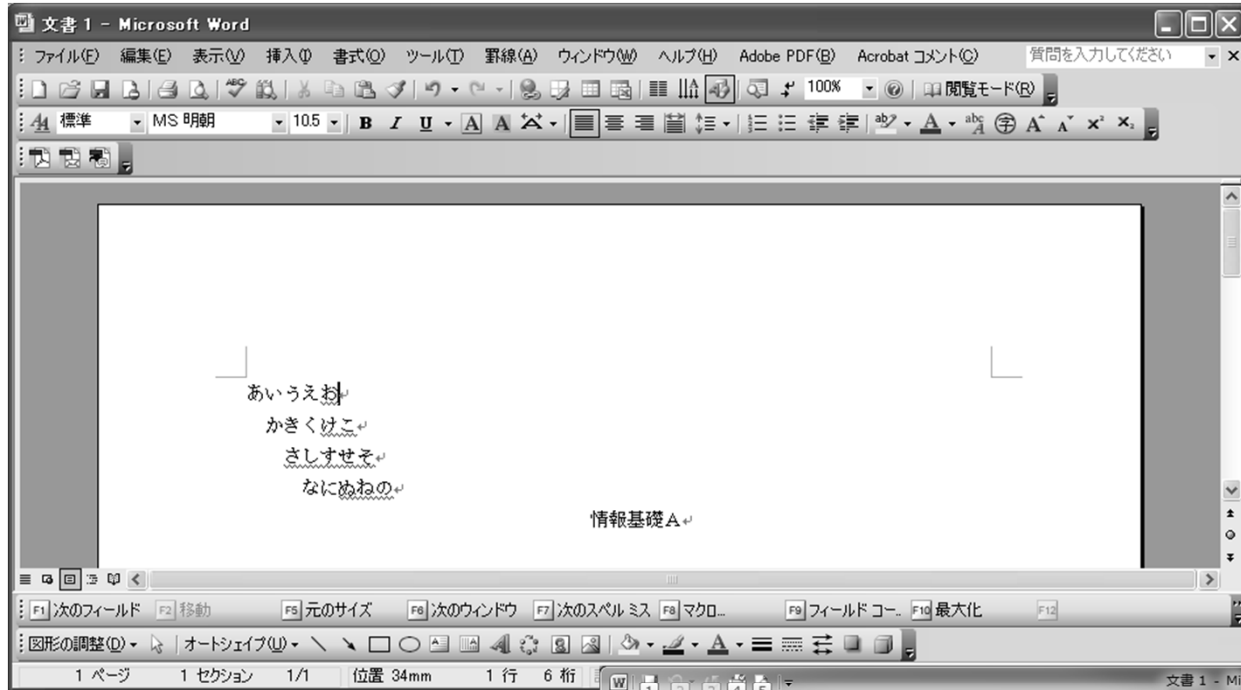 文書 1 - Microsoft Word
ファイル(F) 編集(E) 表示(V) 挿入(I) 書式(O) ツール(T) 罫線(A) ウィンドウ(W) ヘルプ(H) Adobe PDF(B) Acrobat コメント(C) 質問を入力してください
100% 閲覧モード(R)
標準 MS 明朝 10.5 B I U A A
あいうえお
かきくけこ
さしすせそ
なにぬねの
情報基礎A
F1 次のフィールド F2 移動 F5 元のサイズ F6 次のウィンドウ F7 次のスペル ミス F8 マクロ... F9 フィールド コー... F10 最大化 F12
図形の調整(D) オートシェイプ(U)
1 ページ 1 セクション 1/1 位置 34mm 1 行 6 桁
文書 1 - Mi